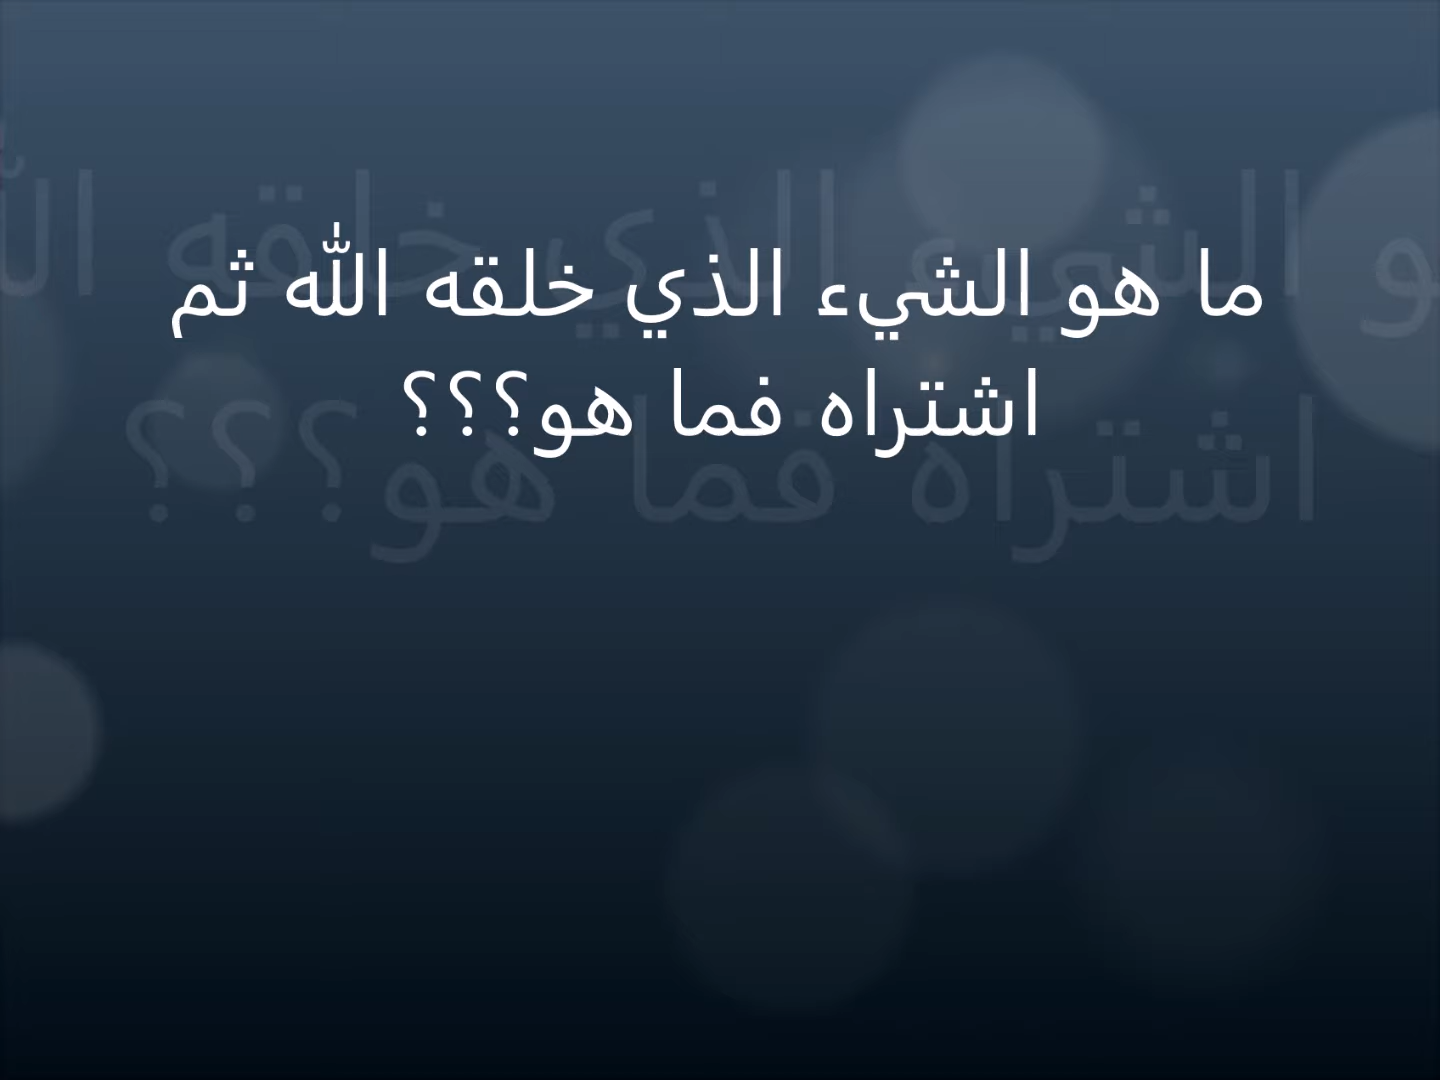 ما هو الشيء الذي خلقه الله ثم
اشتراه فما هو؟؟؟